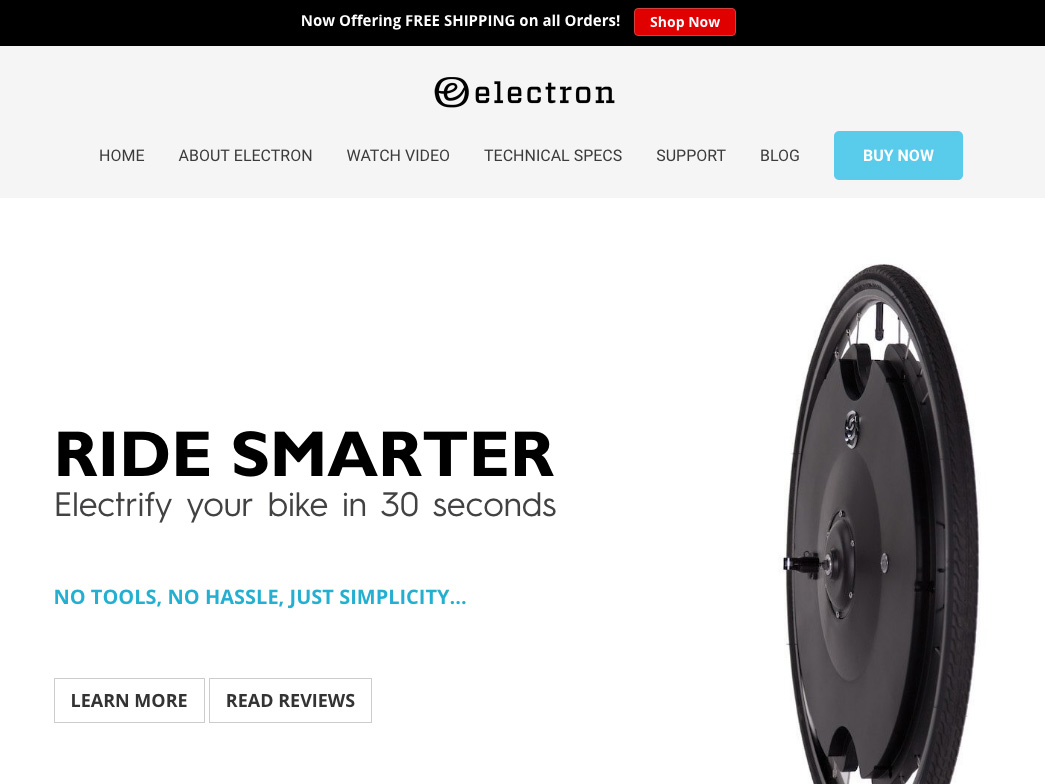 Now Offering FREE SHIPPING on all Orders! Shop Now
electron
HOME ABOUT ELECTRON WATCH VIDEO TECHNICAL SPECS SUPPORT BLOG BUY NOW
RIDE SMARTER
Electrify your bike in 30 seconds
NO TOOLS, NO HASSLE, JUST SIMPLICITY...
LEARN MORE READ REVIEWS